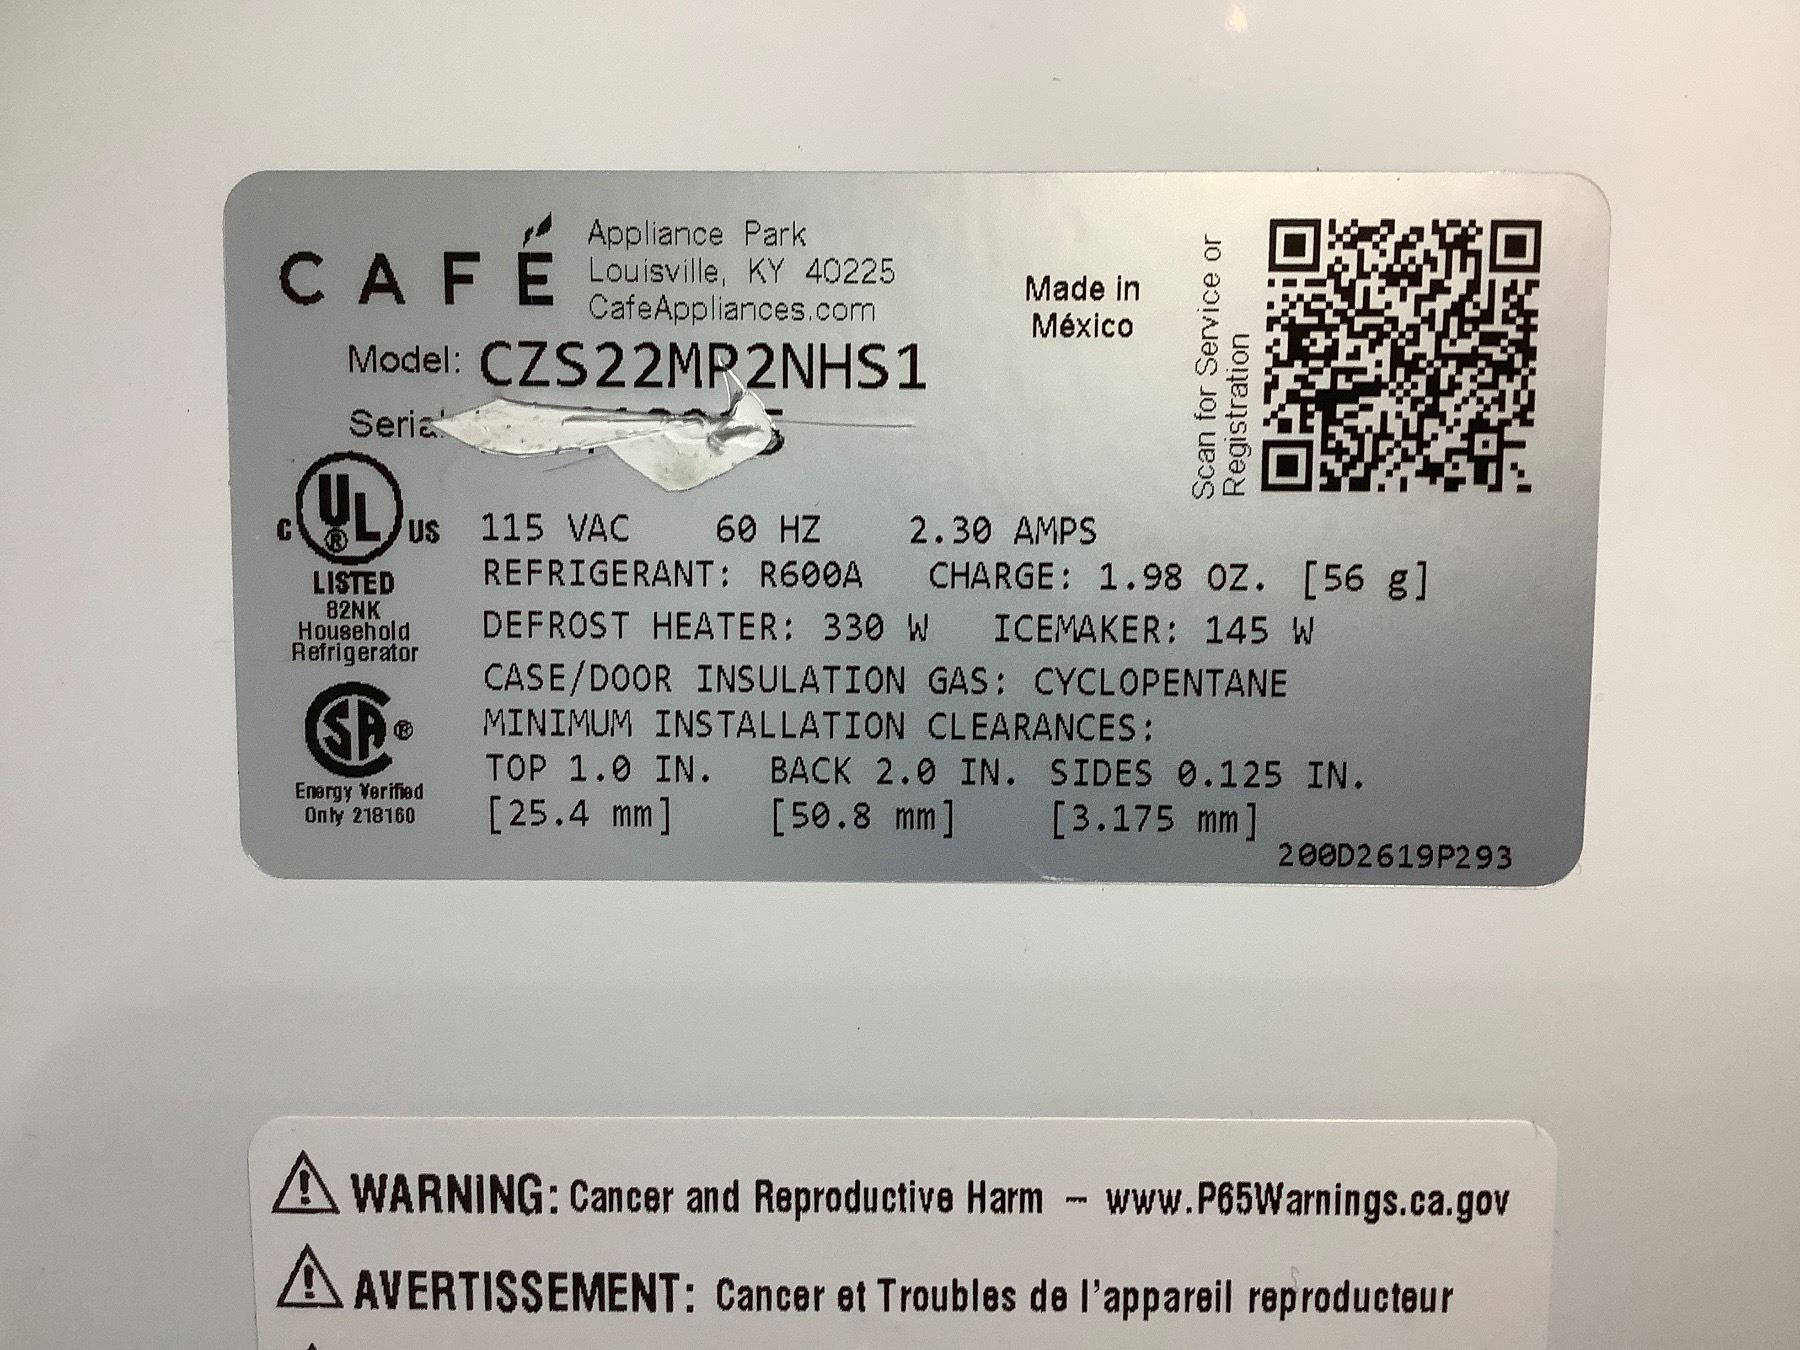 CAFÉ
Appliance Park
Louisville, KY 40225
CafeAppliances.com
Made in
México
Scan for Service or
Registration
Model: CZS22MP2NHS1
Serial:
C UL® US
LISTED
82NK
Household
Refrigerator
SA®
Energy Verified
Only 218160
115 VAC 60 HZ 2.30 AMPS
REFRIGERANT: R600A CHARGE: 1.98 OZ. [56 g]
DEFROST HEATER: 330 W ICEMAKER: 145 W
CASE/DOOR INSULATION GAS: CYCLOPENTANE
MINIMUM INSTALLATION CLEARANCES:
TOP 1.0 IN. BACK 2.0 IN. SIDES 0.125 IN.
[25.4 mm] [50.8 mm] [3.175 mm]
200D2619P293
WARNING: Cancer and Reproductive Harm – www.P65Warnings.ca.gov
AVERTISSEMENT: Cancer et Troubles de l'appareil reproducteur